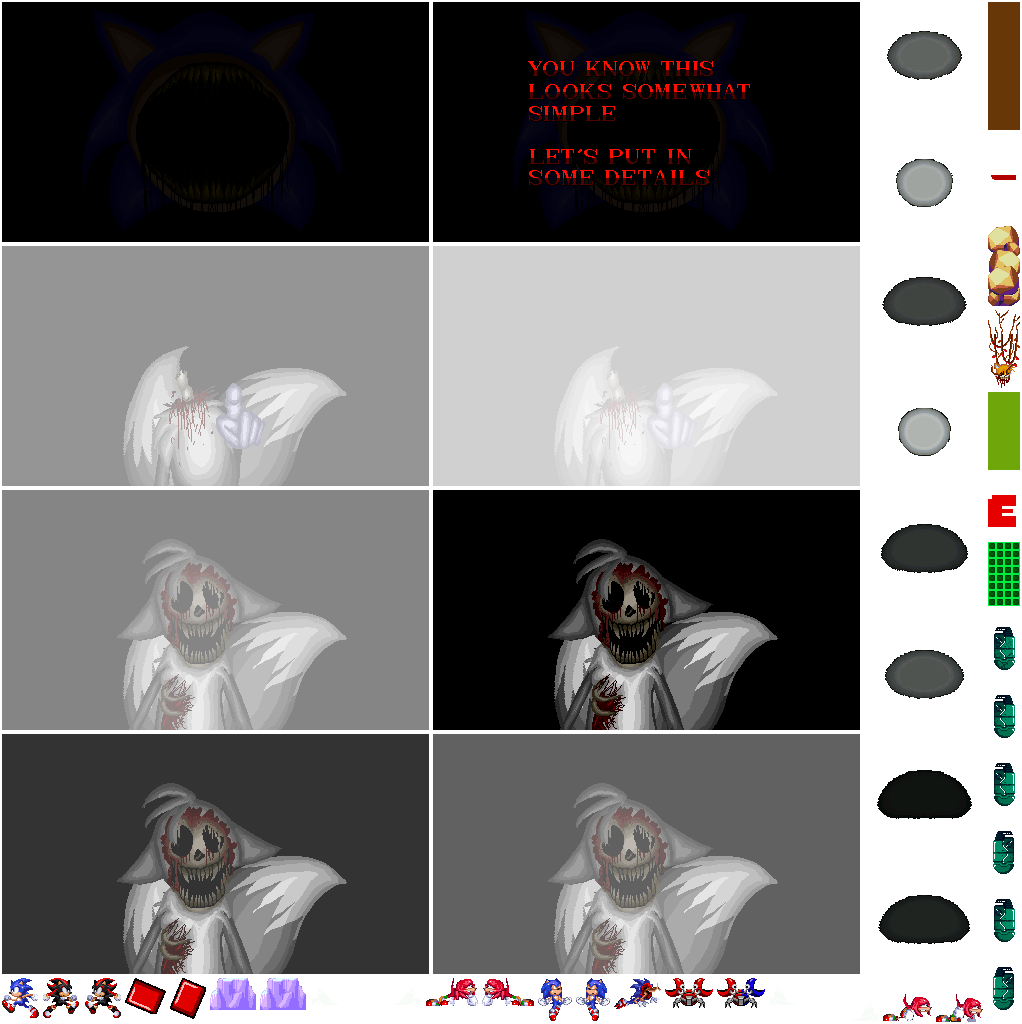 YOU KNOW THIS
LOOKS SOMEWHAT
SIMPLE
LET'S PUT IN
SOME DETAILS
E